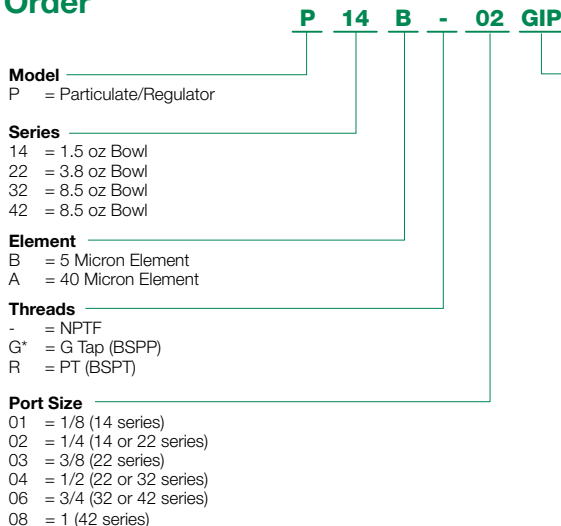 Order
P 14 B - 02 GIP
Model
P = Particulate/Regulator
Series
14 = 1.5 oz Bowl
22 = 3.8 oz Bowl
32 = 8.5 oz Bowl
42 = 8.5 oz Bowl
Element
B = 5 Micron Element
A = 40 Micron Element
Threads
- = NPTF
G* = G Tap (BSPP)
R = PT (BSPT)
Port Size
01 = 1/8 (14 series)
02 = 1/4 (14 or 22 series)
03 = 3/8 (22 series)
04 = 1/2 (22 or 32 series)
06 = 3/4 (32 or 42 series)
08 = 1 (42 series)